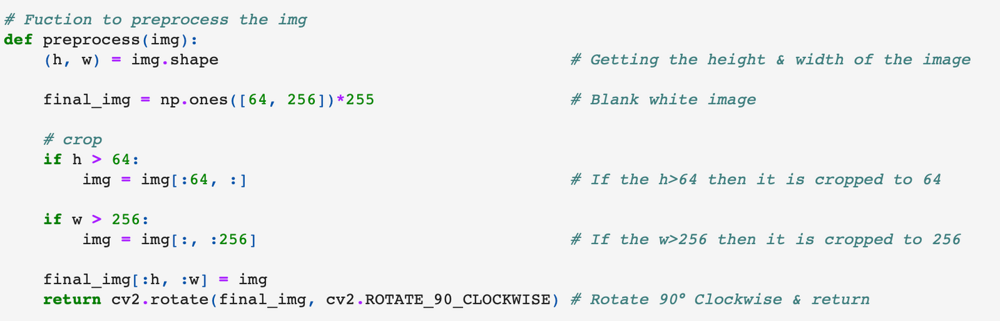 # Fuction to preprocess the img
def preprocess(img):
    (h, w) = img.shape                                    # Getting the height & width of the image
    final_img = np.ones([64, 256])*255                    # Blank white image
    # crop
    if h > 64:
        img = img[:64, :]                                 # If the h>64 then it is cropped to 64
    if w > 256:
        img = img[:, :256]                                # If the w>256 then it is cropped to 256
    final_img[:h, :w] = img
    return cv2.rotate(final_img, cv2.ROTATE_90_CLOCKWISE) # Rotate 90° Clockwise & return